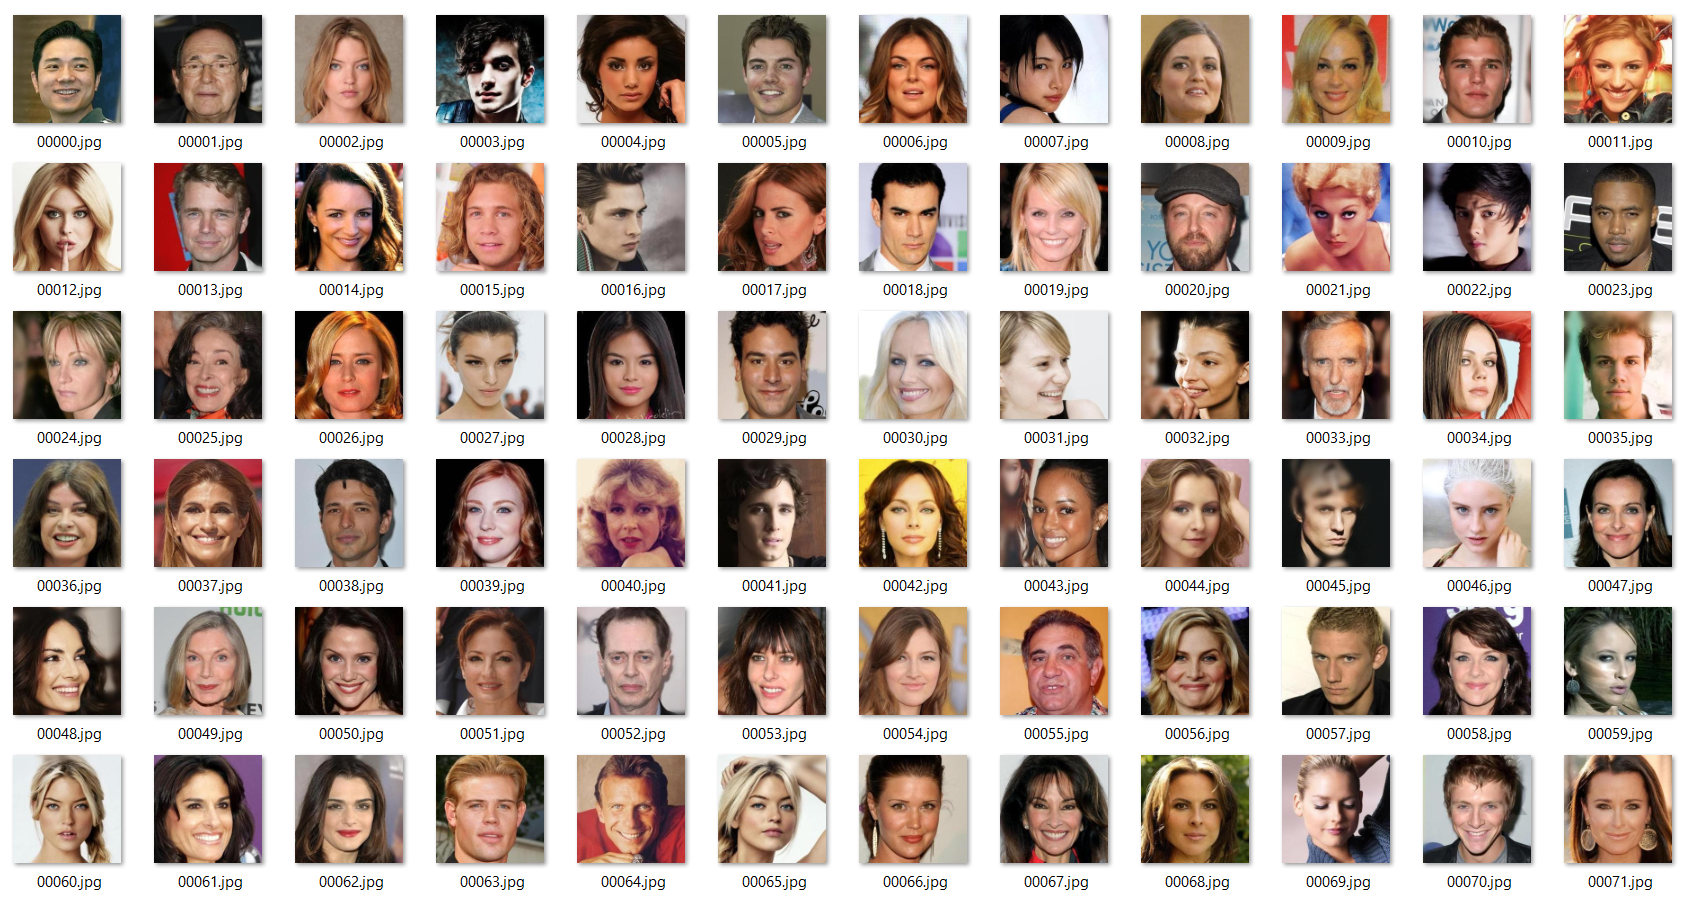 00000.jpg 00001.jpg 00002.jpg 00003.jpg 00004.jpg 00005.jpg 00006.jpg 00007.jpg 00008.jpg 00009.jpg 00010.jpg 00011.jpg
00012.jpg 00013.jpg 00014.jpg 00015.jpg 00016.jpg 00017.jpg 00018.jpg 00019.jpg 00020.jpg 00021.jpg 00022.jpg 00023.jpg
00024.jpg 00025.jpg 00026.jpg 00027.jpg 00028.jpg 00029.jpg 00030.jpg 00031.jpg 00032.jpg 00033.jpg 00034.jpg 00035.jpg
00036.jpg 00037.jpg 00038.jpg 00039.jpg 00040.jpg 00041.jpg 00042.jpg 00043.jpg 00044.jpg 00045.jpg 00046.jpg 00047.jpg
00048.jpg 00049.jpg 00050.jpg 00051.jpg 00052.jpg 00053.jpg 00054.jpg 00055.jpg 00056.jpg 00057.jpg 00058.jpg 00059.jpg
00060.jpg 00061.jpg 00062.jpg 00063.jpg 00064.jpg 00065.jpg 00066.jpg 00067.jpg 00068.jpg 00069.jpg 00070.jpg 00071.jpg